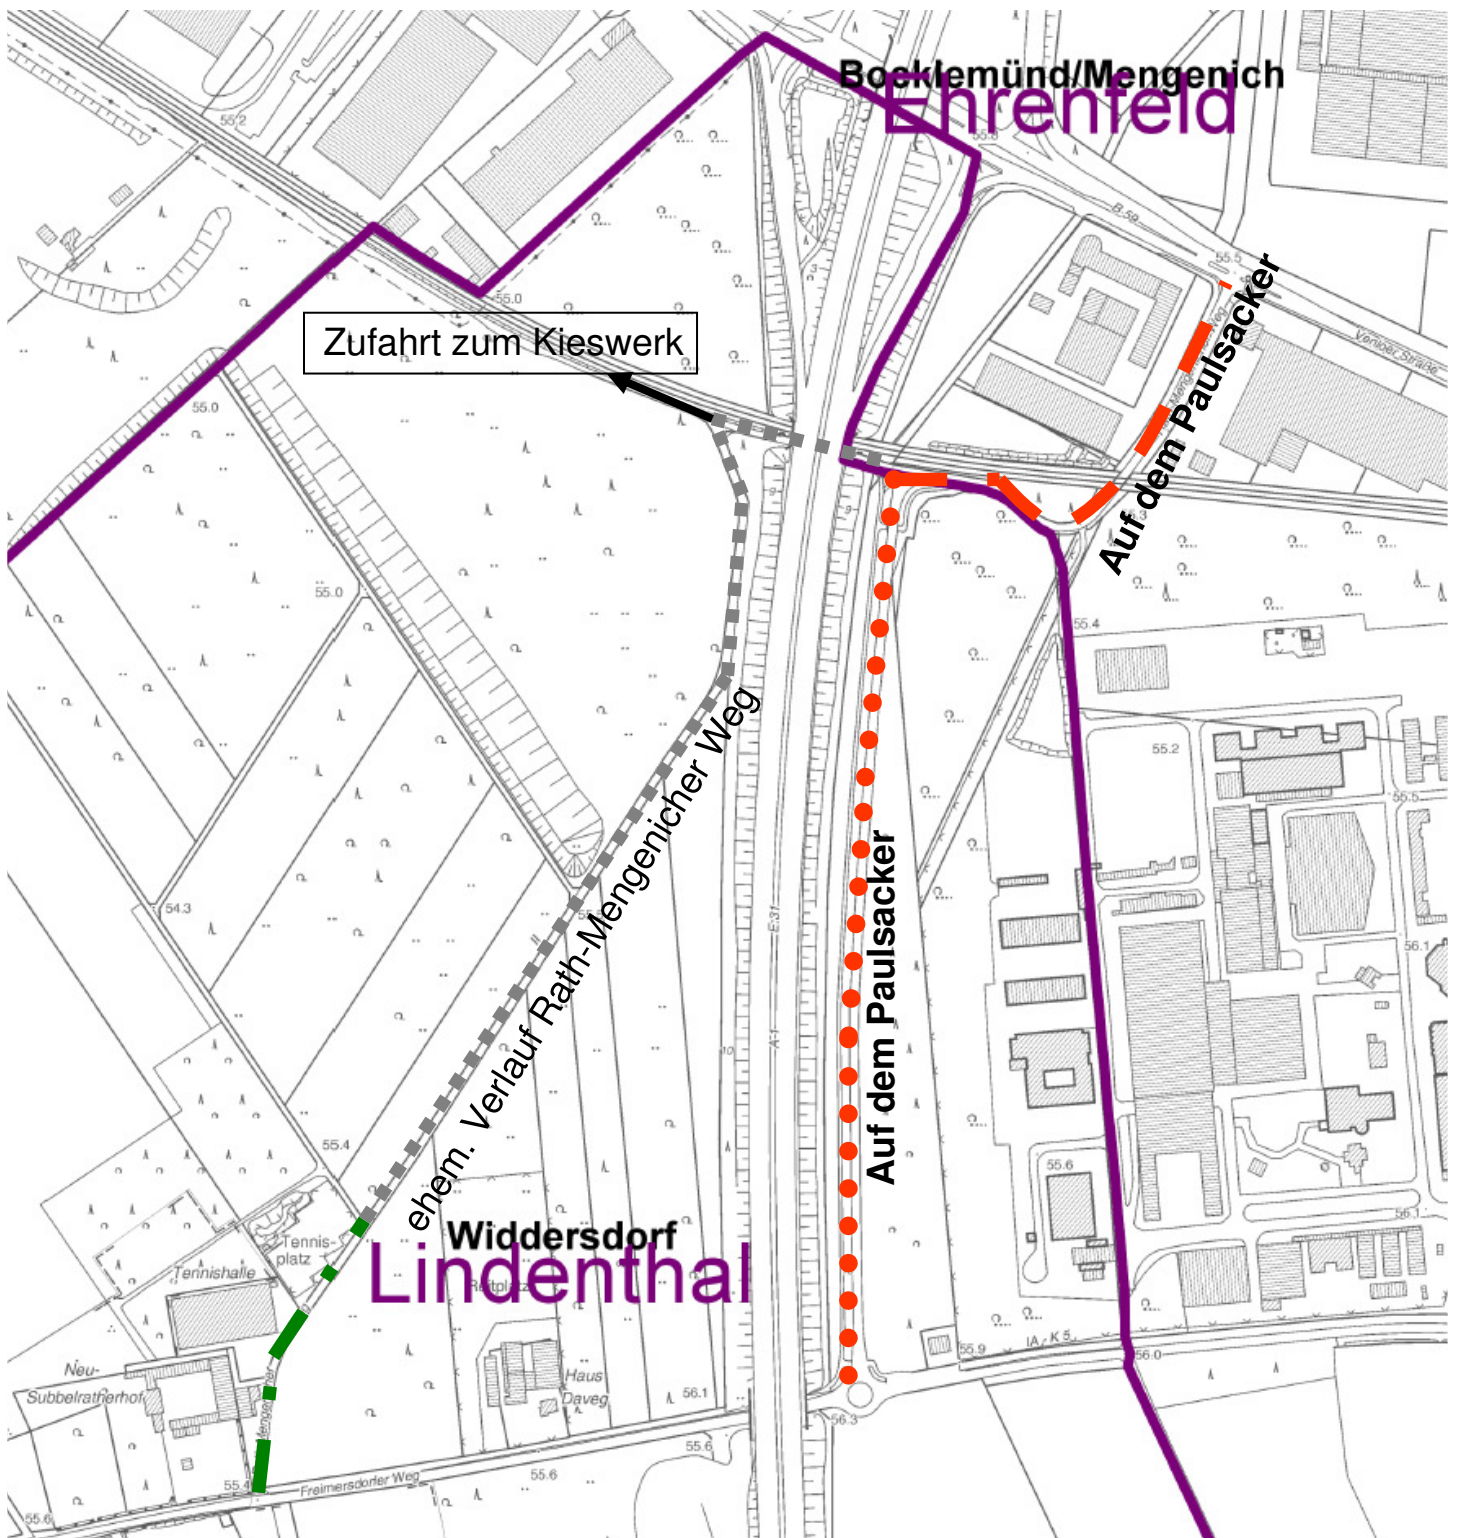 Bocklemünd/Mengenich
Ehrenfeld
55.2
B 59
55.5
55.0
Zufahrt zum Kieswerk
Venloer Straße
Auf dem Paulsacker
55.0
55.0
55.4
55.2
55.5
ehem. Verlauf Rath-Mengenicher Weg
Auf dem Paulsacker
54.3
E 31
56.1
A 1
10
55.4
55.6
56.1
Tennis-
platz
Tennishalle
Widdersdorf
Lindenthal
Reitplatz
K 5
55.9
56.0
Neu-
Subbelratherhof
Haus
Daveg
56.1
56.3
55.6
55.4
Freimersdorfer Weg
55.6
55.6